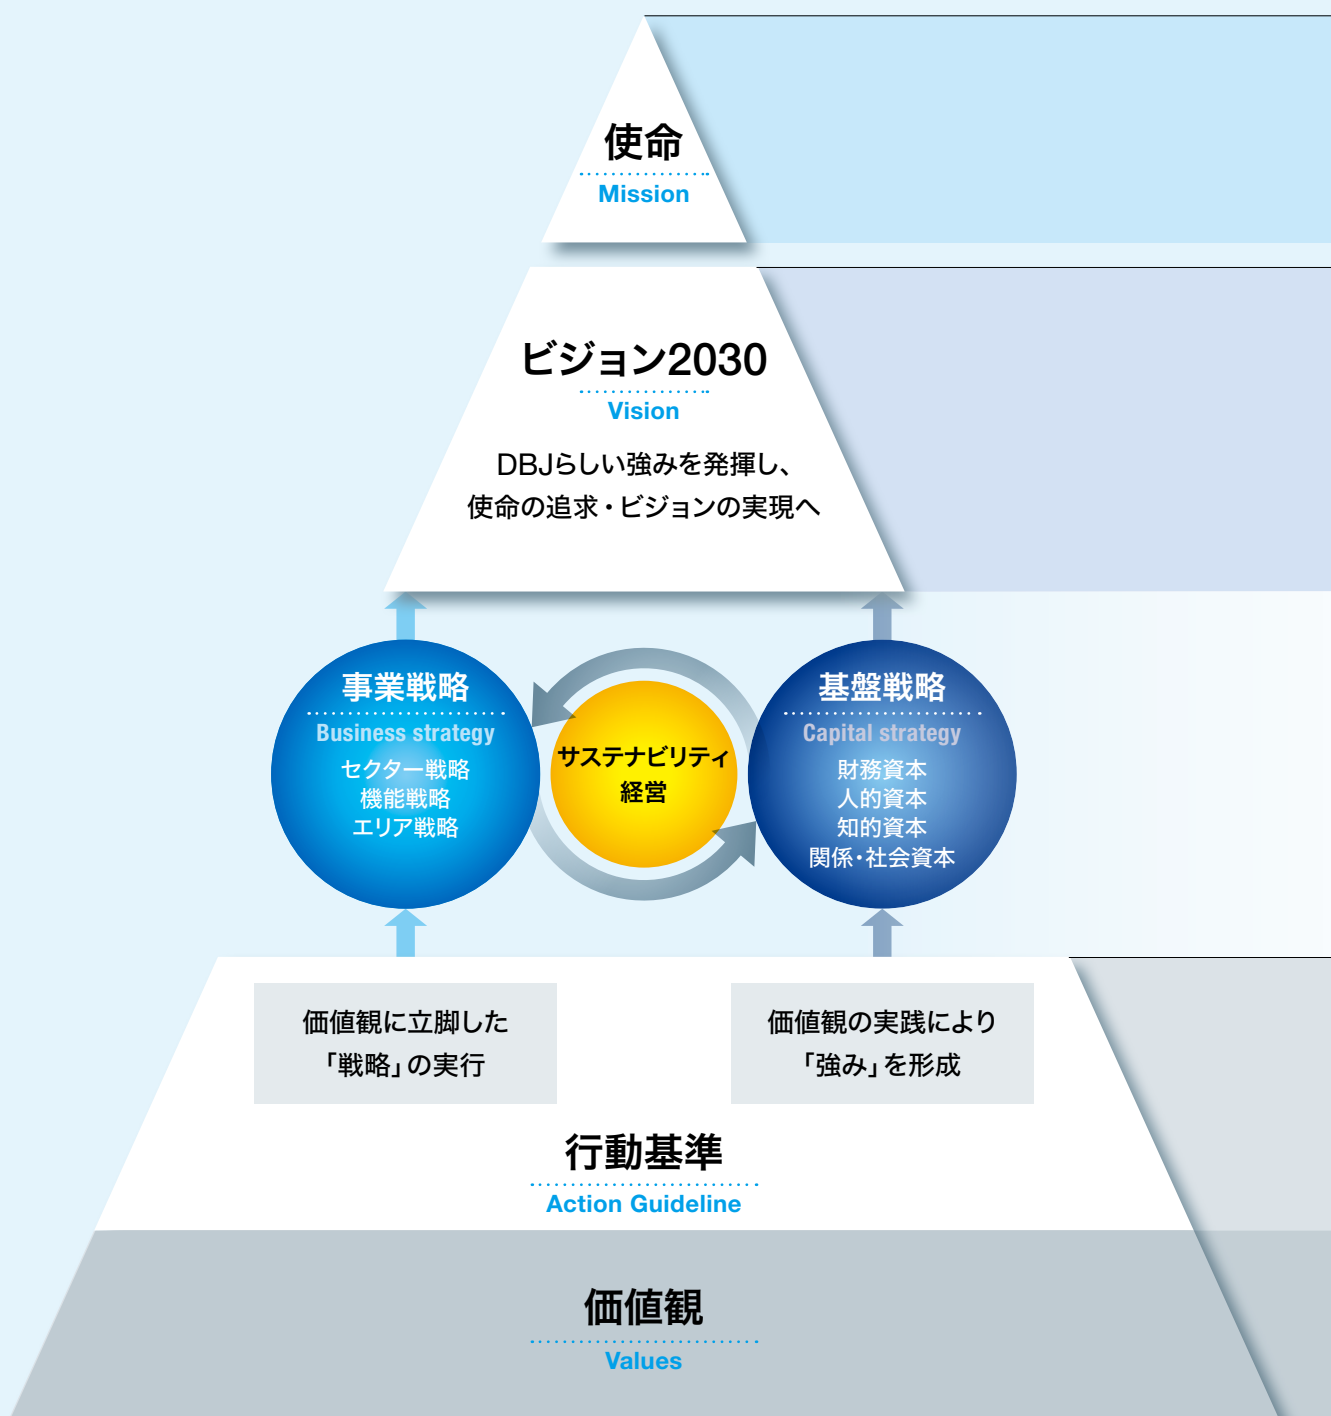 使命
Mission
ビジョン2030
Vision
DBJらしい強みを発揮し、
使命の追求・ビジョンの実現へ
事業戦略
Business strategy
セクター戦略
機能戦略
エリア戦略
サステナビリティ
経営
基盤戦略
Capital strategy
財務資本
人的資本
知的資本
関係・社会資本
価値観に立脚した
「戦略」の実行
価値観の実践により
「強み」を形成
行動基準
Action Guideline
価値観
Values